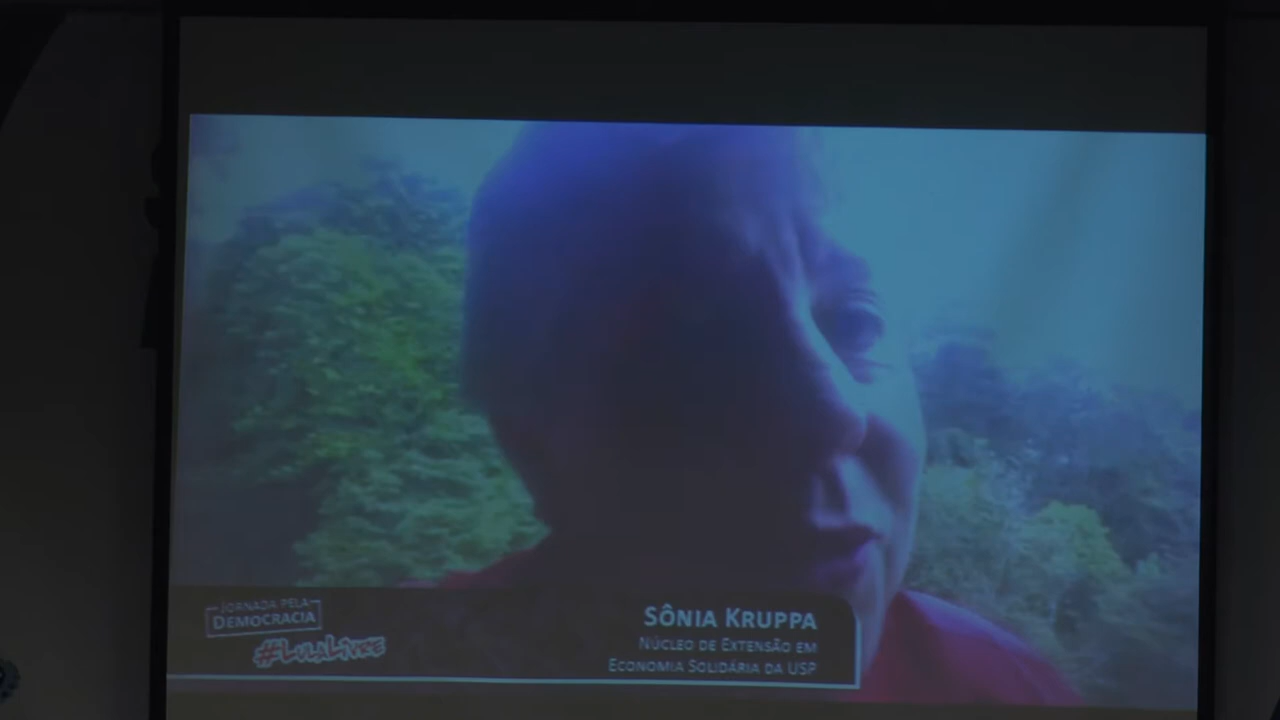 JORNADA PELA
DEMOCRACIA
#LULALIVRE
SÔNIA KRUPPA
NÚCLEO DE EXTENSÃO EM
ECONOMIA SOLIDÁRIA DA USP